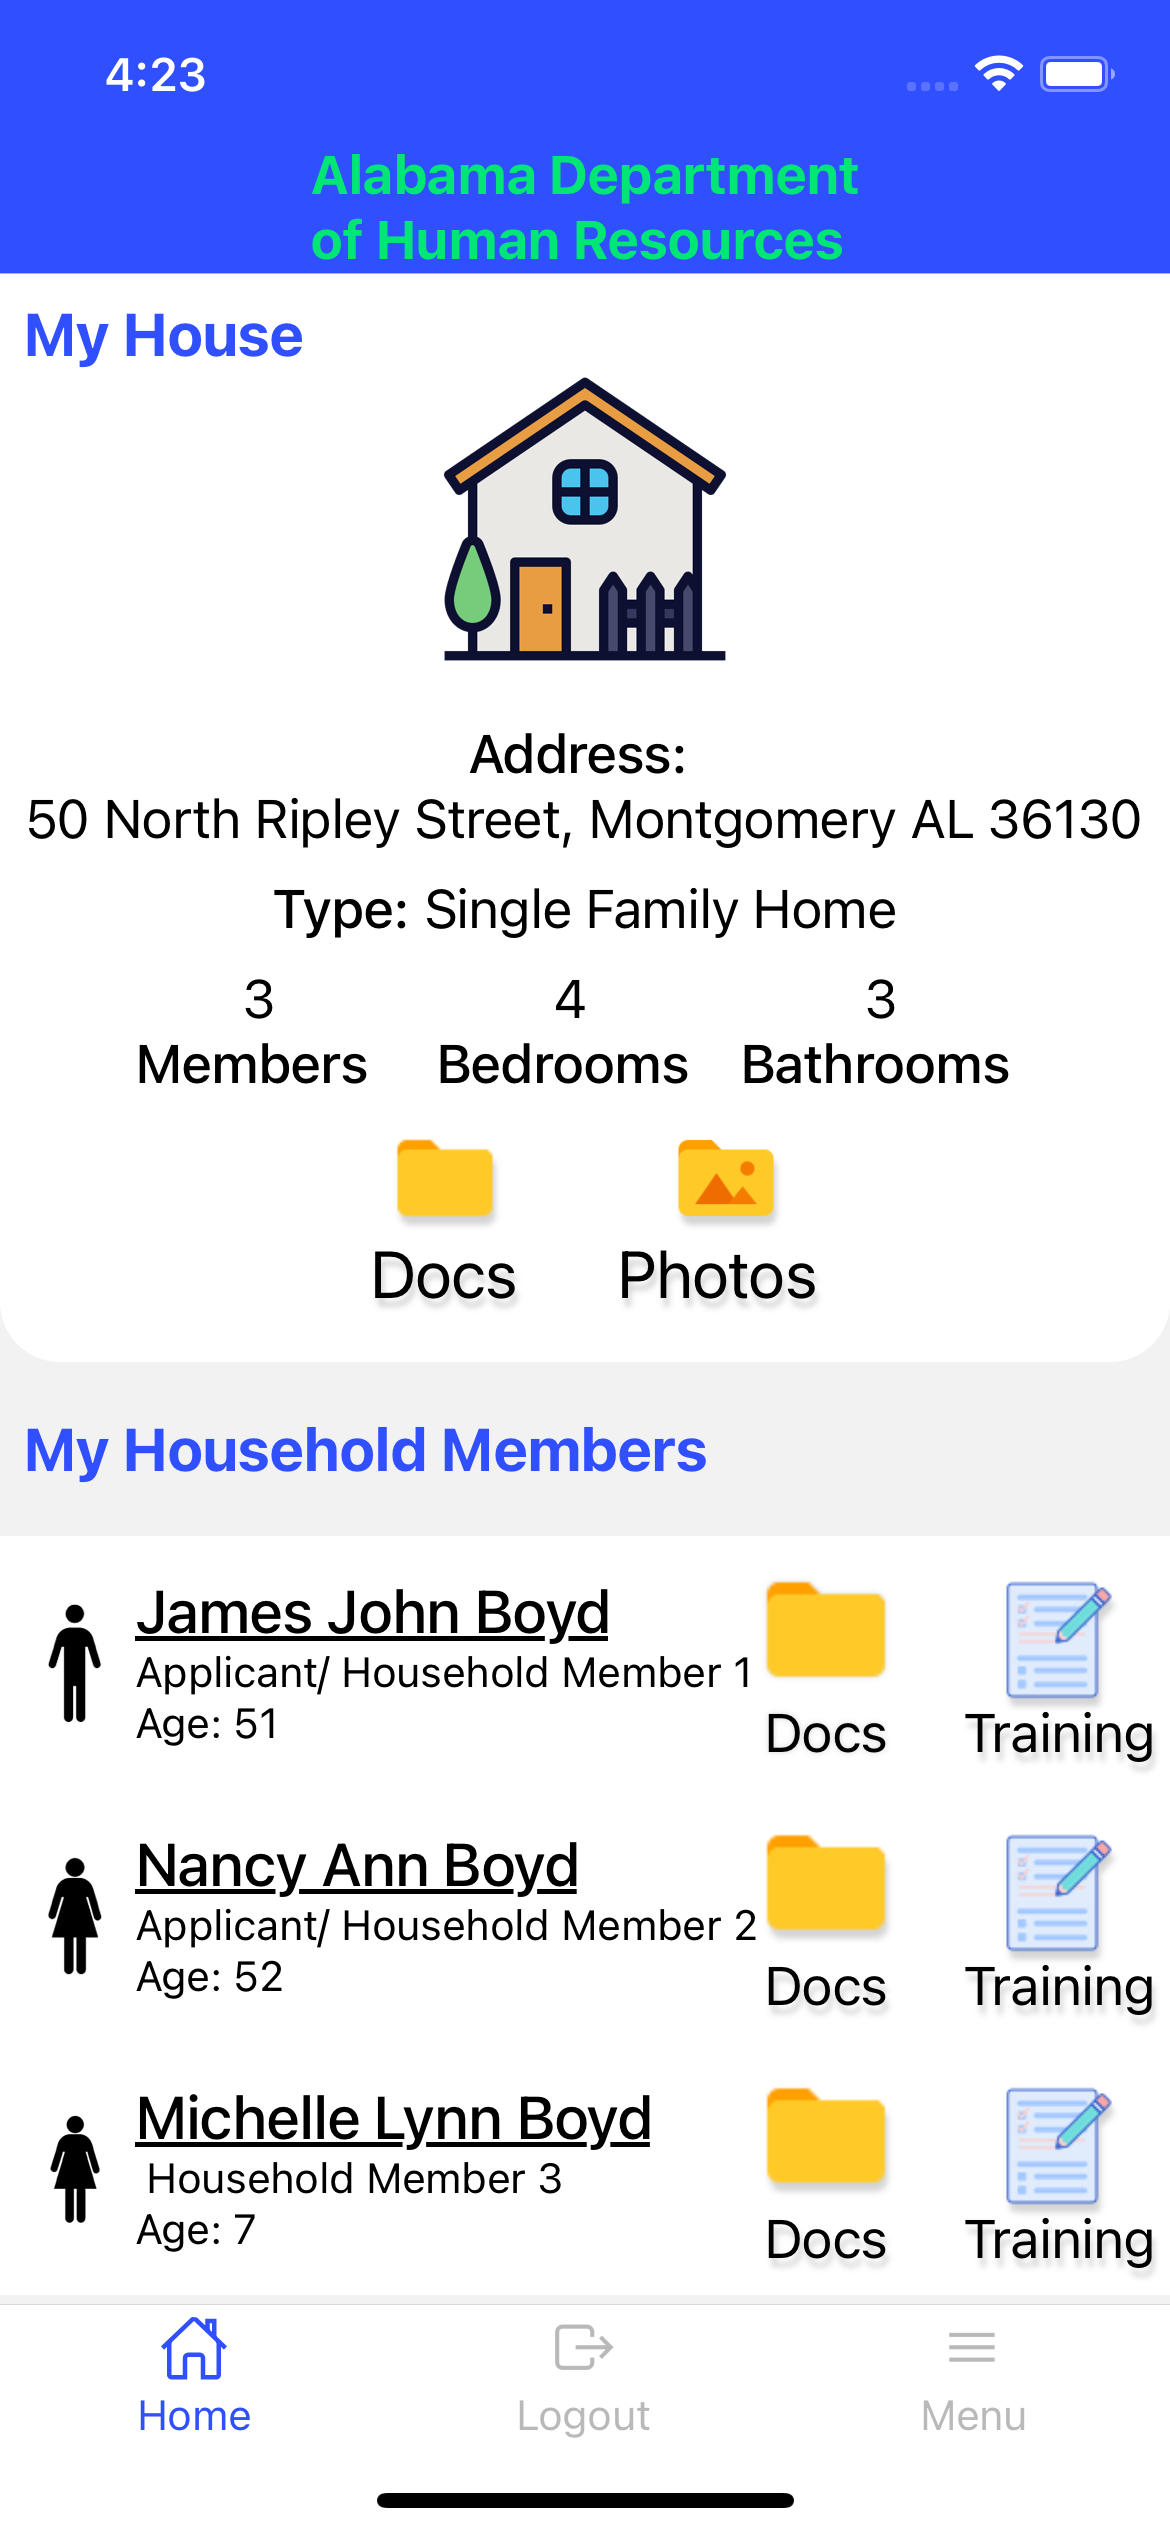 4:23
Alabama Department
of Human Resources
My House
Address:
50 North Ripley Street, Montgomery AL 36130
Type: Single Family Home
3 4 3
Members Bedrooms Bathrooms
Docs Photos
My Household Members
James John Boyd
Applicant/ Household Member 1
Age: 51
Docs Training
Nancy Ann Boyd
Applicant/ Household Member 2
Age: 52
Docs Training
Michelle Lynn Boyd
Household Member 3
Age: 7
Docs Training
Home Logout Menu